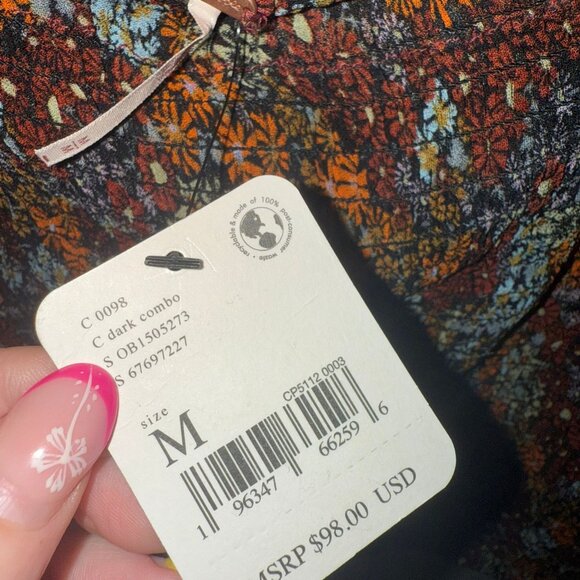 recyclable & made of 100% post-consumer waste
C 0098
C dark combo
S OB1505273
S 67697227
size
M
CP5112 0003
1 96347 66259 6
MSRP $98.00 USD